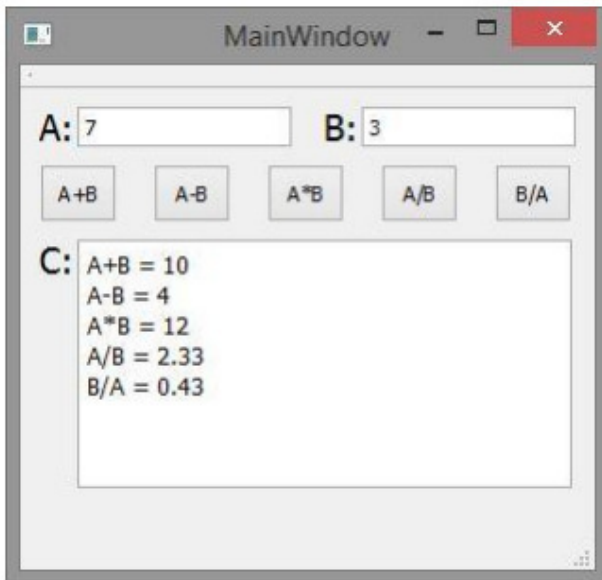 MainWindow
A: 7 B: 3
A+B A-B A*B A/B B/A
C: A+B = 10
A-B = 4
A*B = 12
A/B = 2.33
B/A = 0.43